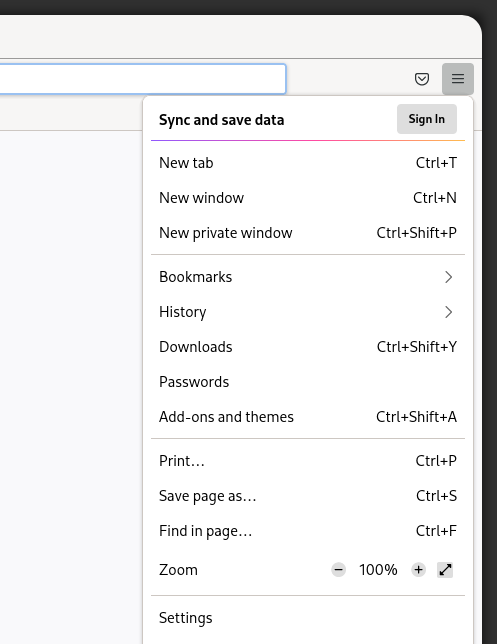 Sync and save data Sign In
New tab Ctrl+T
New window Ctrl+N
New private window Ctrl+Shift+P
Bookmarks
History
Downloads Ctrl+Shift+Y
Passwords
Add-ons and themes Ctrl+Shift+A
Print… Ctrl+P
Save page as… Ctrl+S
Find in page… Ctrl+F
Zoom − 100% +
Settings